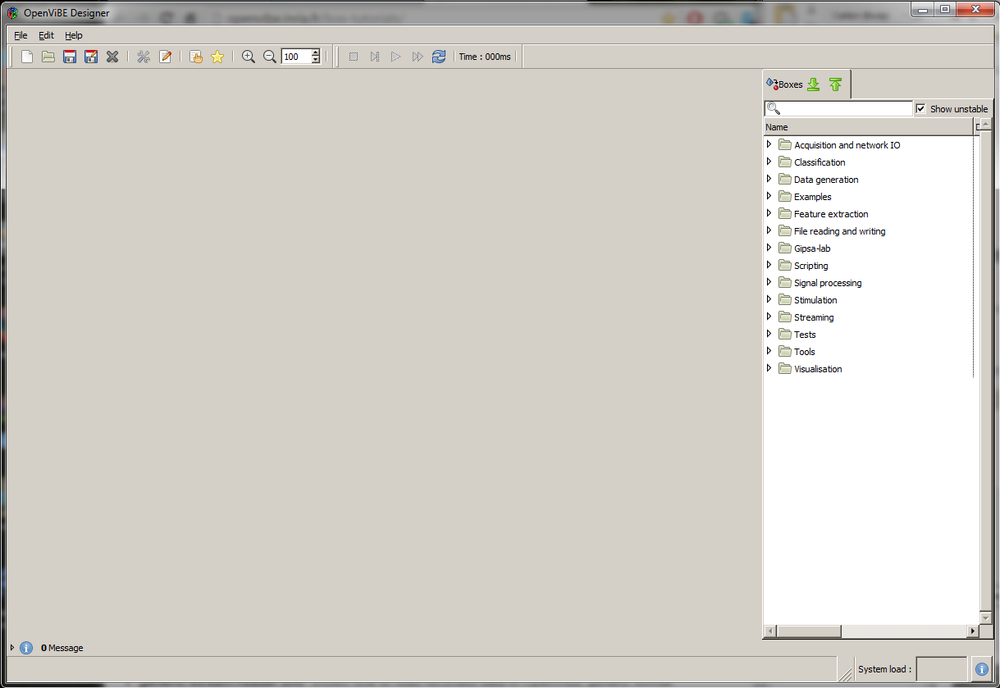 OpenViBE Designer
File Edit Help
100 Time : 000ms
Boxes
Show unstable
Name
Acquisition and network IO
Classification
Data generation
Examples
Feature extraction
File reading and writing
Gipsa-lab
Scripting
Signal processing
Stimulation
Streaming
Tests
Tools
Visualisation
0 Message
System load :